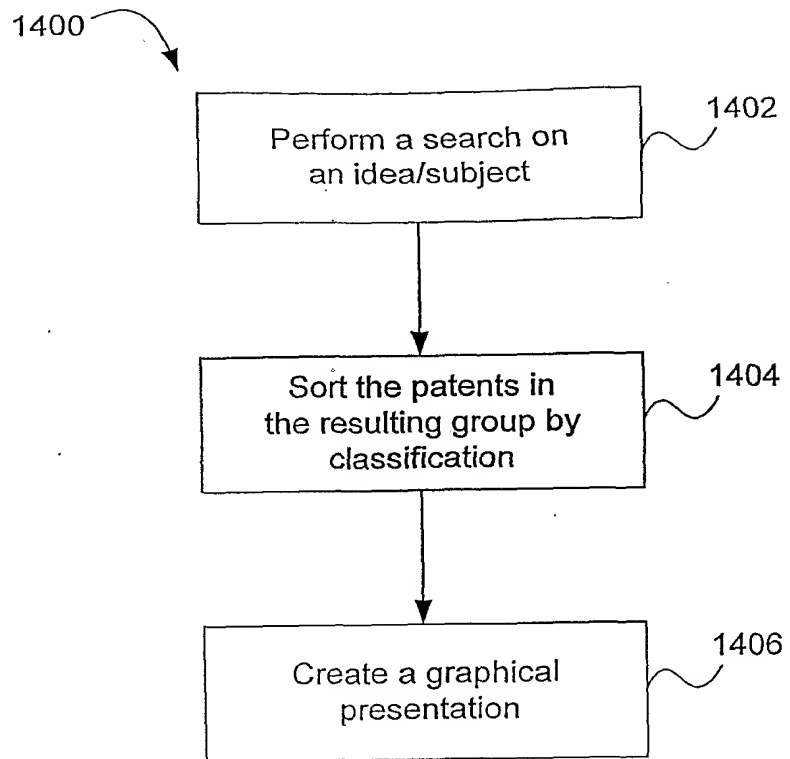 1400
Perform a search on
an idea/subject
1402
Sort the patents in
the resulting group by
classification
1404
Create a graphical
presentation
1406